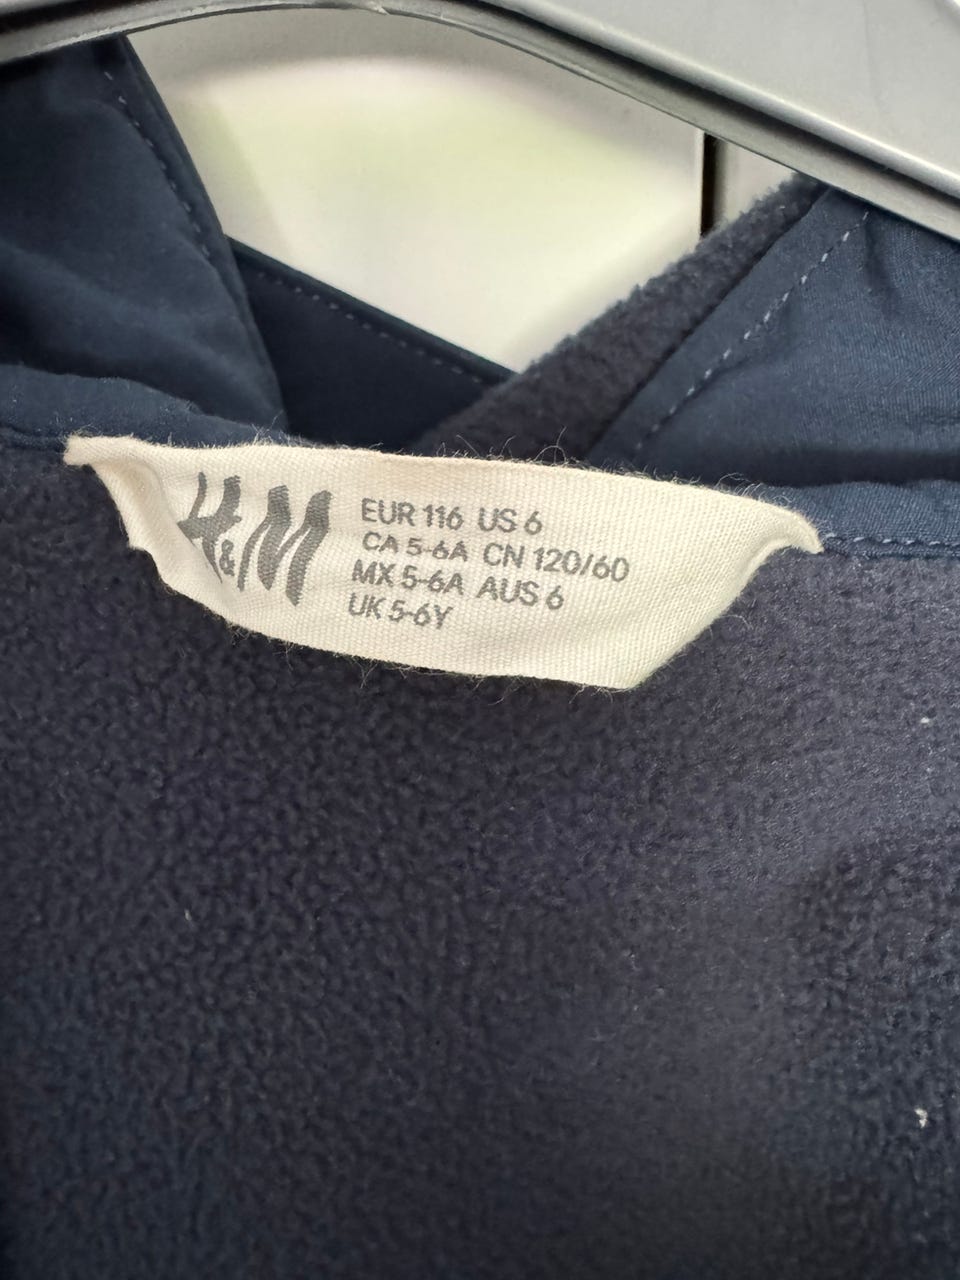 H&M
EUR 116 US 6
CA 5-6A CN 120/60
MX 5-6A AUS 6
UK 5-6Y